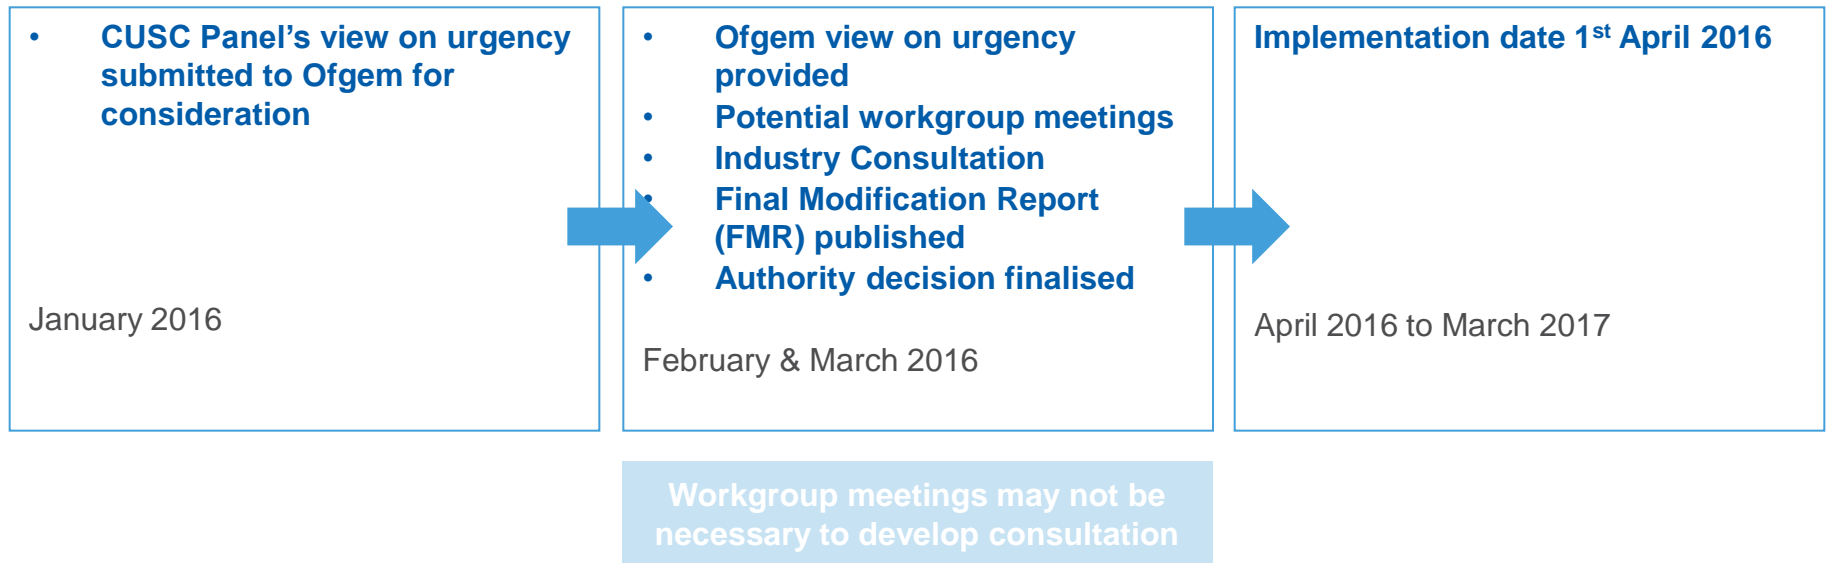 • CUSC Panel’s view on urgency
submitted to Ofgem for
consideration
January 2016
• Ofgem view on urgency
provided
• Potential workgroup meetings
• Industry Consultation
• Final Modification Report
(FMR) published
• Authority decision finalised
February & March 2016
Implementation date 1st April 2016
April 2016 to March 2017
Workgroup meetings may not be
necessary to develop consultation